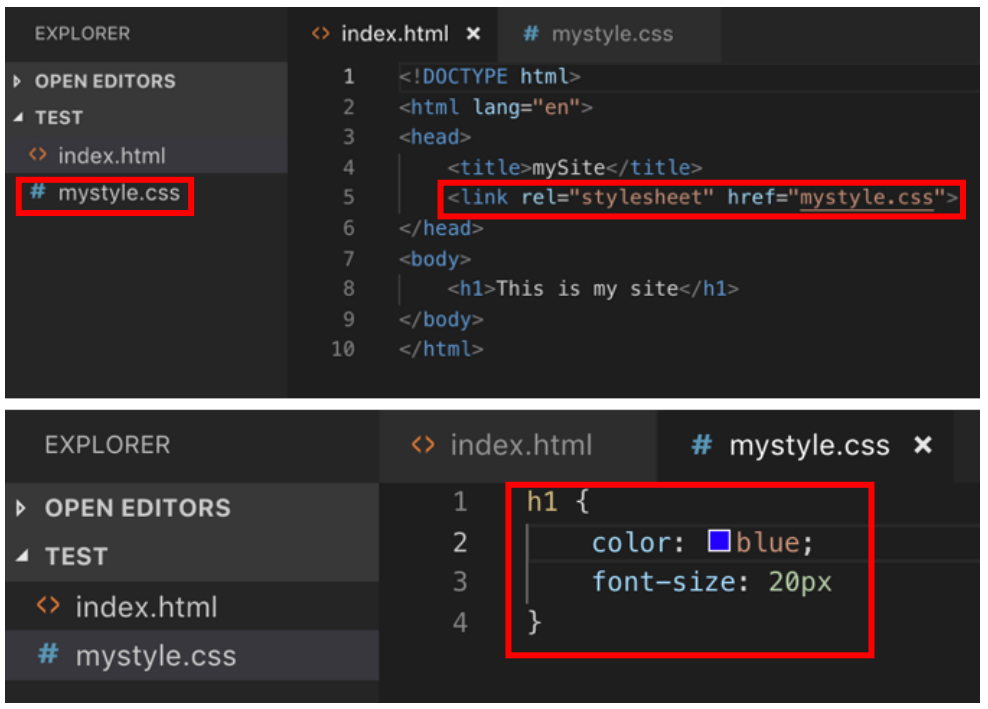 EXPLORER
<> index.html ×
# mystyle.css
OPEN EDITORS
TEST
<> index.html
# mystyle.css
1 <!DOCTYPE html>
2 <html lang="en">
3 <head>
4     <title>mySite</title>
5     <link rel="stylesheet" href="mystyle.css">
6 </head>
7 <body>
8     <h1>This is my site</h1>
9 </body>
10 </html>
EXPLORER
<> index.html
# mystyle.css ×
OPEN EDITORS
TEST
<> index.html
# mystyle.css
1 h1 {
2     color: blue;
3     font-size: 20px
4 }